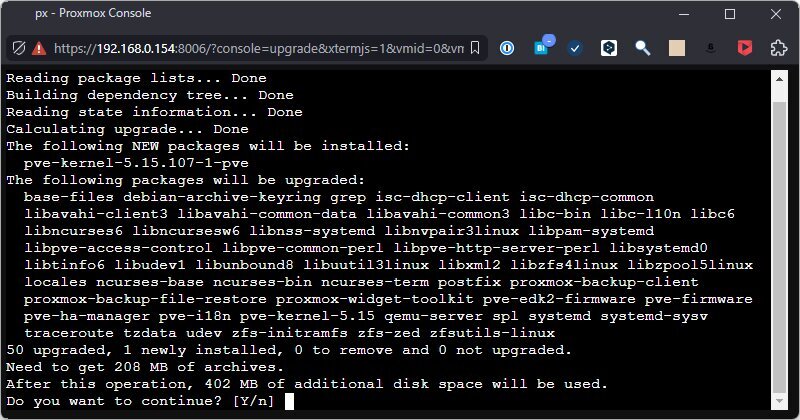 px - Proxmox Console
https://192.168.0.154:8006/?console=upgrade&xtermjs=1&vmid=0&vm
Reading package lists... Done
Building dependency tree... Done
Reading state information... Done
Calculating upgrade... Done
The following NEW packages will be installed:
pve-kernel-5.15.107-1-pve
The following packages will be upgraded:
base-files debian-archive-keyring grep isc-dhcp-client isc-dhcp-common
libavahi-client3 libavahi-common-data libavahi-common3 libc-bin libc-l10n libc6
libncurses6 libncursesw6 libnss-systemd libnvpair3linux libpam-systemd
libpve-access-control libpve-common-perl libpve-http-server-perl libsystemd0
libtinfo6 libudev1 libunbound8 libuutil3linux libxml2 libzfs4linux libzpool5linux
locales ncurses-base ncurses-bin ncurses-term postfix proxmox-backup-client
proxmox-backup-file-restore proxmox-widget-toolkit pve-edk2-firmware pve-firmware
pve-ha-manager pve-i18n pve-kernel-5.15 qemu-server spl systemd systemd-sysv
traceroute tzdata udev zfs-initramfs zfs-zed zfsutils-linux
50 upgraded, 1 newly installed, 0 to remove and 0 not upgraded.
Need to get 208 MB of archives.
After this operation, 402 MB of additional disk space will be used.
Do you want to continue? [Y/n]